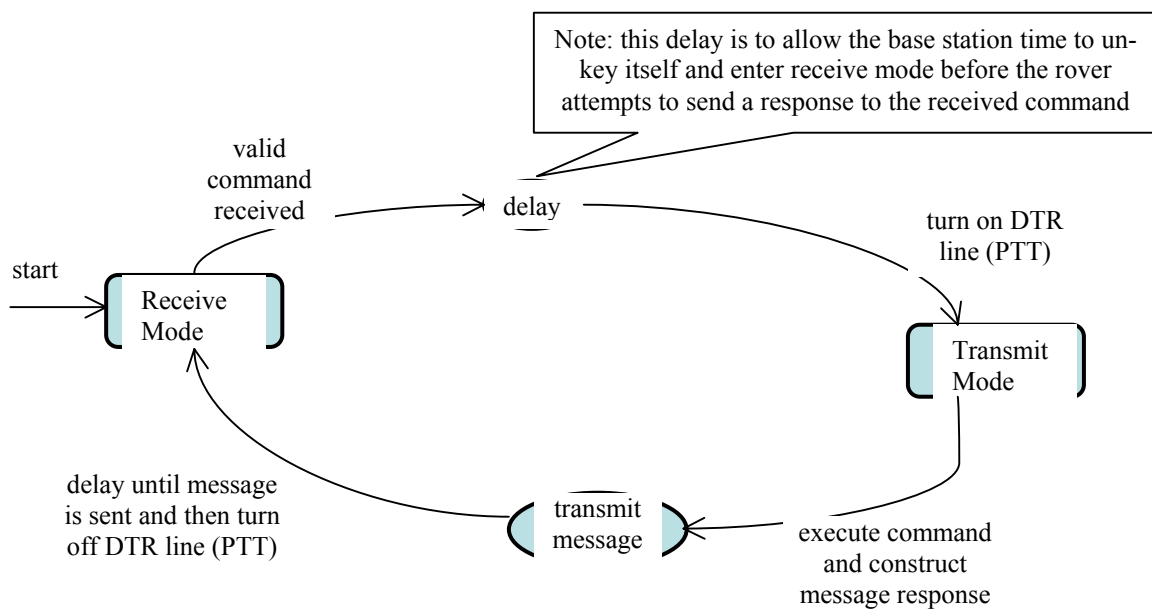 Note: this delay is to allow the base station time to un-
key itself and enter receive mode before the rover
attempts to send a response to the received command
valid
command
received
delay
turn on DTR
line (PTT)
start
Receive
Mode
Transmit
Mode
delay until message
is sent and then turn
off DTR line (PTT)
transmit
message
execute command
and construct
message response